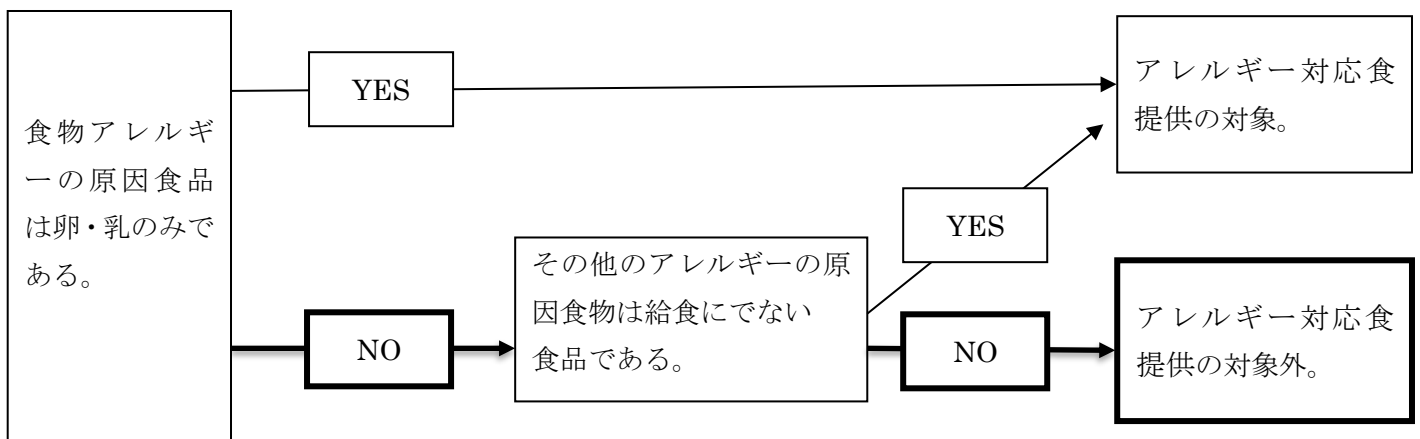 食物アレルギ
ーの原因食品
は卵・乳のみで
ある。
YES
アレルギー対応食
提供の対象。
YES
NO
その他のアレルギーの原
因食物は給食にでない
食品である。
NO
アレルギー対応食
提供の対象外。